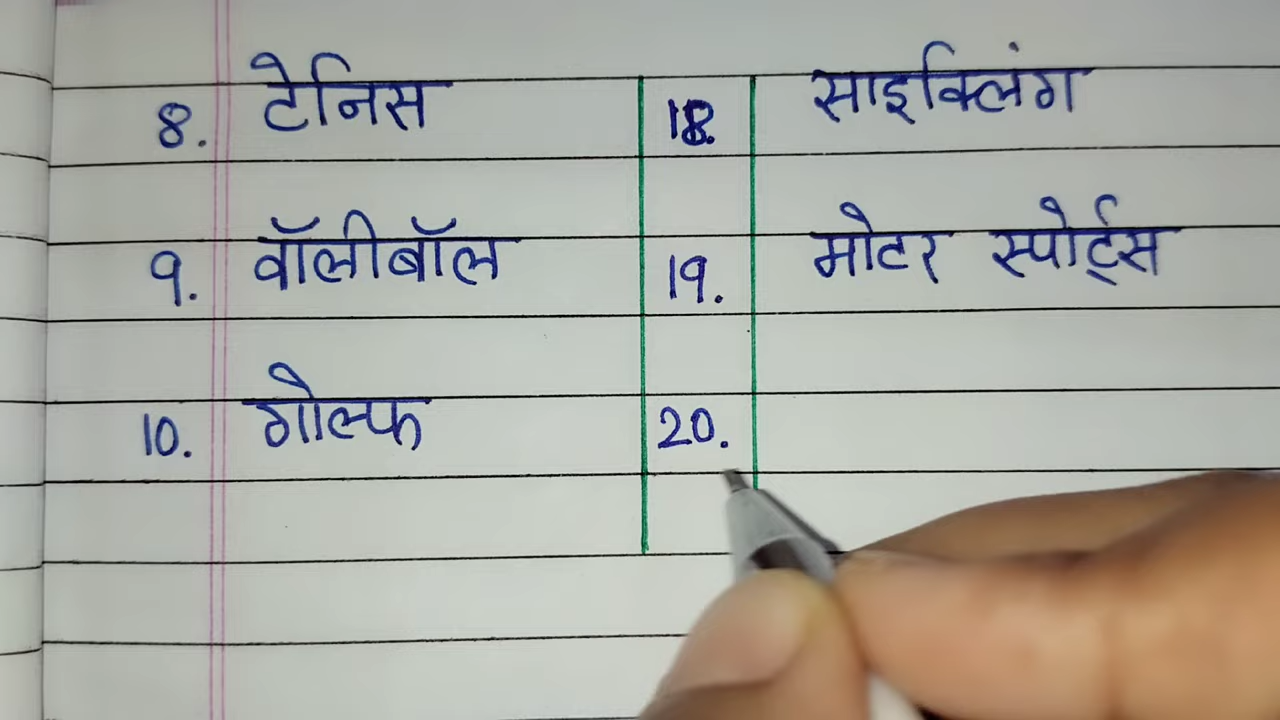 8. टेनिस 18. साइक्लिंग
9. वॉलीबॉल 19. मोटर स्पोर्ट्स
10. गोल्फ 20.